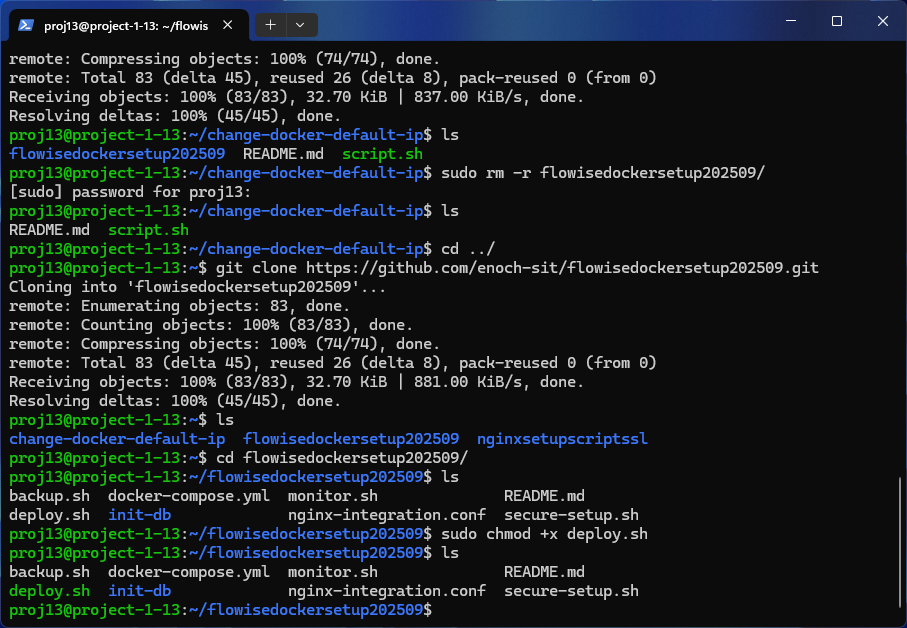 proj13@project-1-13: ~/flowis
remote: Compressing objects: 100% (74/74), done.
remote: Total 83 (delta 45), reused 26 (delta 8), pack-reused 0 (from 0)
Receiving objects: 100% (83/83), 32.70 KiB | 837.00 KiB/s, done.
Resolving deltas: 100% (45/45), done.
proj13@project-1-13:~/change-docker-default-ip$ ls
flowisedockersetup202509  README.md  script.sh
proj13@project-1-13:~/change-docker-default-ip$ sudo rm -r flowisedockersetup202509/
[sudo] password for proj13:
proj13@project-1-13:~/change-docker-default-ip$ ls
README.md  script.sh
proj13@project-1-13:~/change-docker-default-ip$ cd ../
proj13@project-1-13:~$ git clone https://github.com/enoch-sit/flowisedockersetup202509.git
Cloning into 'flowisedockersetup202509'...
remote: Enumerating objects: 83, done.
remote: Counting objects: 100% (83/83), done.
remote: Compressing objects: 100% (74/74), done.
remote: Total 83 (delta 45), reused 26 (delta 8), pack-reused 0 (from 0)
Receiving objects: 100% (83/83), 32.70 KiB | 881.00 KiB/s, done.
Resolving deltas: 100% (45/45), done.
proj13@project-1-13:~$ ls
change-docker-default-ip  flowisedockersetup202509  nginxsetupscriptssl
proj13@project-1-13:~$ cd flowisedockersetup202509/
proj13@project-1-13:~/flowisedockersetup202509$ ls
backup.sh  docker-compose.yml  monitor.sh              README.md
deploy.sh  init-db             nginx-integration.conf  secure-setup.sh
proj13@project-1-13:~/flowisedockersetup202509$ sudo chmod +x deploy.sh
proj13@project-1-13:~/flowisedockersetup202509$ ls
backup.sh  docker-compose.yml  monitor.sh              README.md
deploy.sh  init-db             nginx-integration.conf  secure-setup.sh
proj13@project-1-13:~/flowisedockersetup202509$